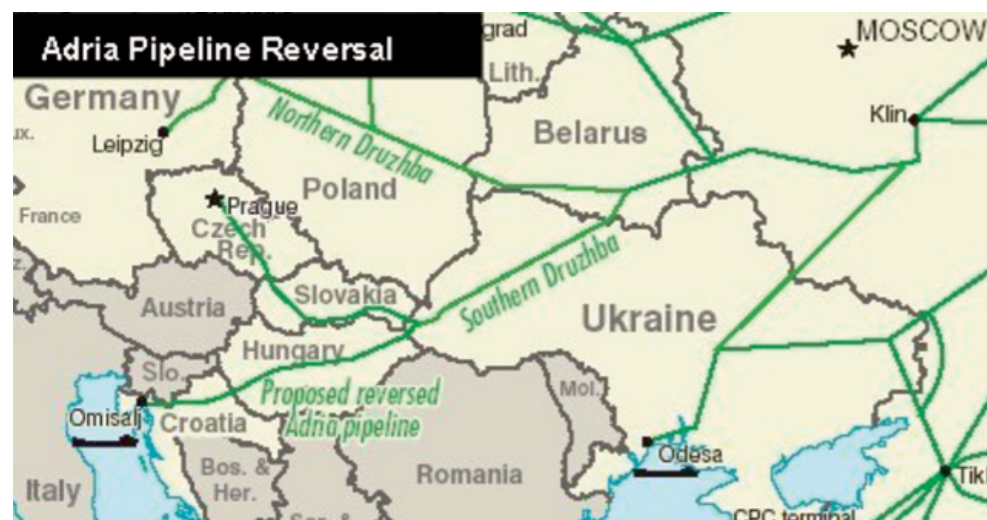 Adria Pipeline Reversal
grad
MOSCOW
Lith.
Germany
Klin
ux.
Leipzig
Northern Druzhba
Belarus
Poland
France
Prague
Czech
Rep.
Southern Druzhba
z.
Slovakia
Austria
Ukraine
Hungary
Slo.
Proposed reversed
Adria pipeline
Mol.
Omisalj
Croatia
Odesa
Bos. &
Her.
Romania
Italy
Tik
CPC terminal